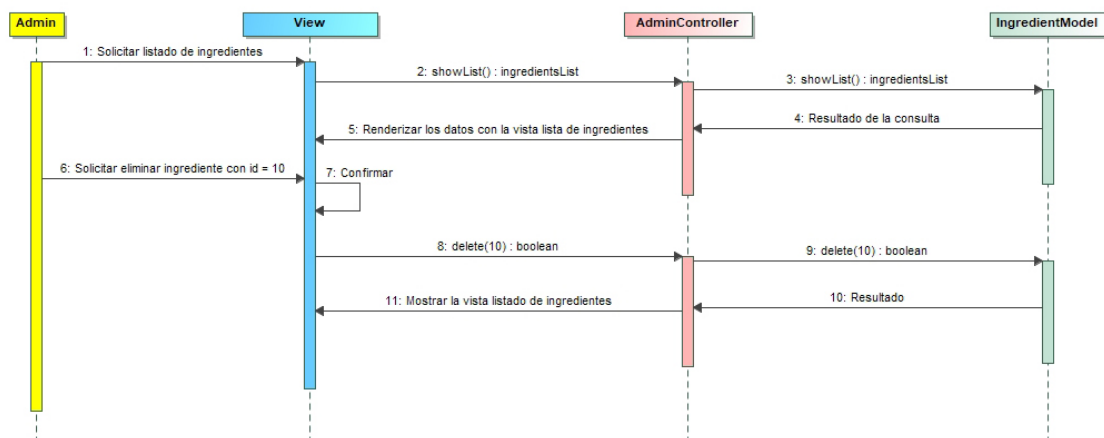 Admin
View
AdminController
IngredientModel
1: Solicitar listado de ingredientes
2: showList() : ingredientsList
3: showList() : ingredientsList
4: Resultado de la consulta
5: Renderizar los datos con la vista lista de ingredientes
6: Solicitar eliminar ingrediente con id = 10
7: Confirmar
8: delete(10) : boolean
9: delete(10) : boolean
10: Resultado
11: Mostrar la vista listado de ingredientes